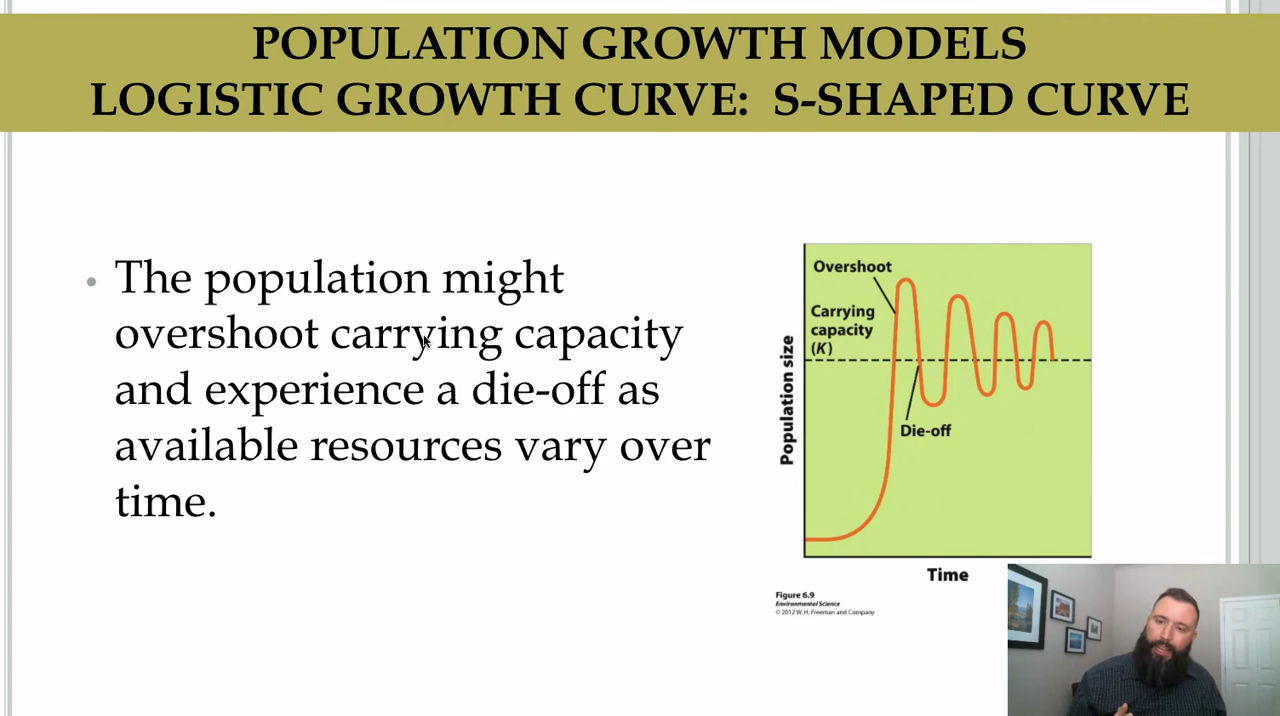 POPULATION GROWTH MODELS
LOGISTIC GROWTH CURVE: S-SHAPED CURVE
• The population might
overshoot carrying capacity
and experience a die-off as
available resources vary over
time.
Overshoot
Carrying
capacity
(K)
Die-off
Population size
Time
Figure 6.9
Environmental Science
© 2012 W. H. Freeman and Company